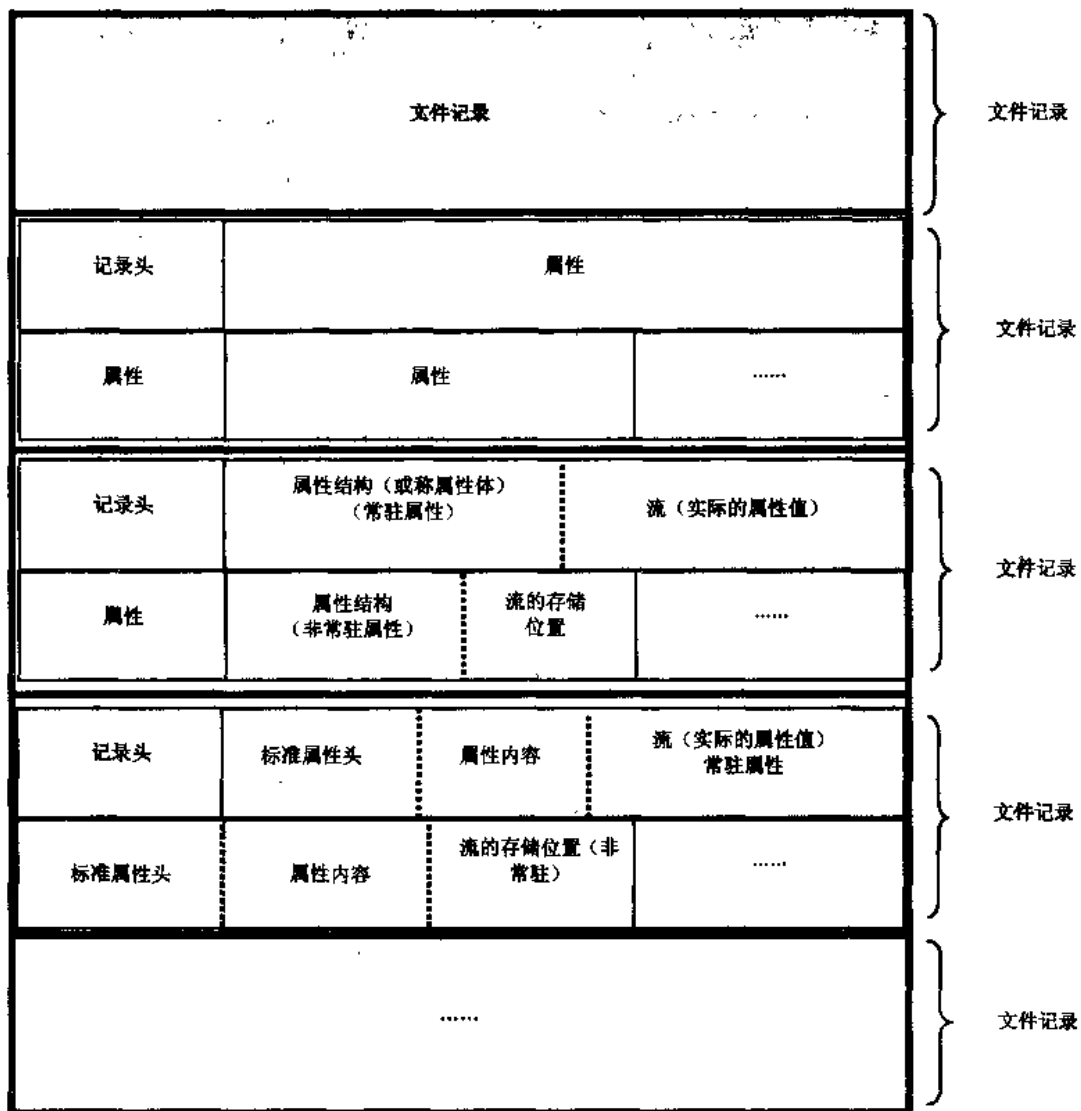 文件记录
文件记录
记录头
属性
文件记录
属性
属性
……
记录头
属性结构（或称属性体）
（常驻属性）
流（实际的属性值）
文件记录
属性
属性结构
（非常驻属性）
流的存储
位置
……
记录头
标准属性头
属性内容
流（实际的属性值）
常驻属性
文件记录
标准属性头
属性内容
流的存储位置（非
常驻）
……
……
文件记录